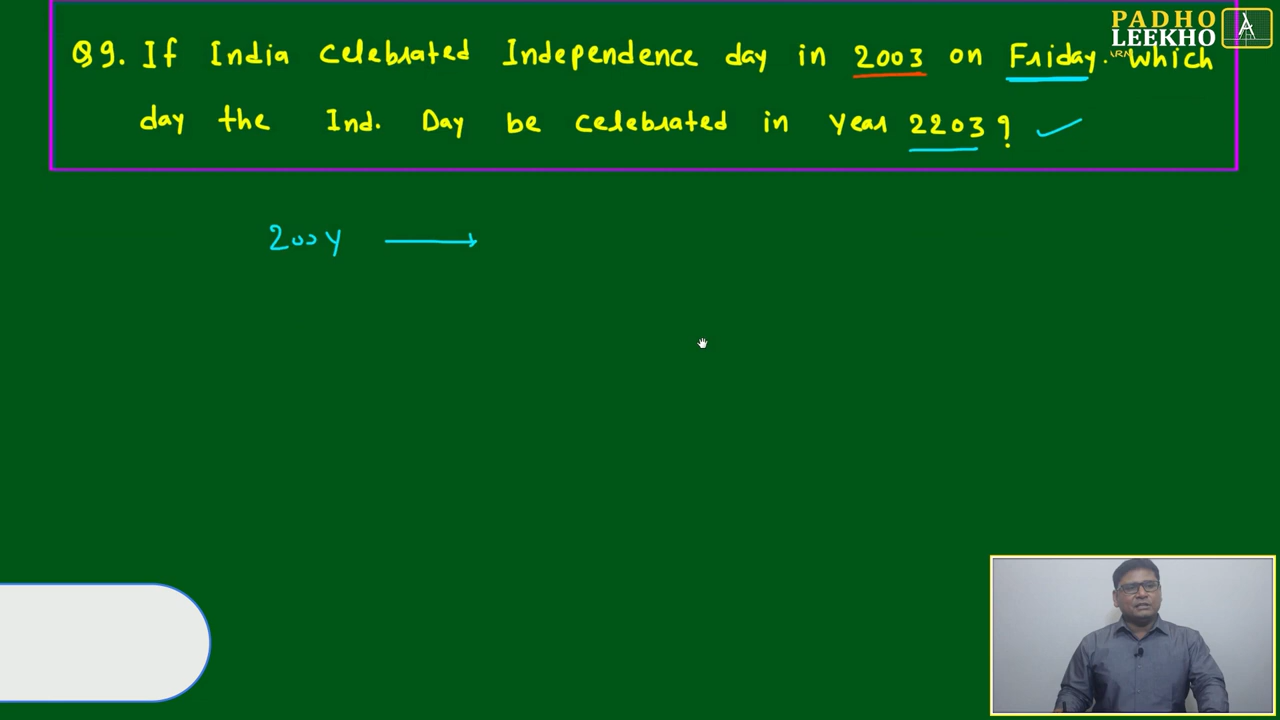 PADHO
LEEKHO
Q9. If India celebrated Independence day in 2003 on Friday. Which
day the Ind. Day be celebrated in year 2203?
200Y